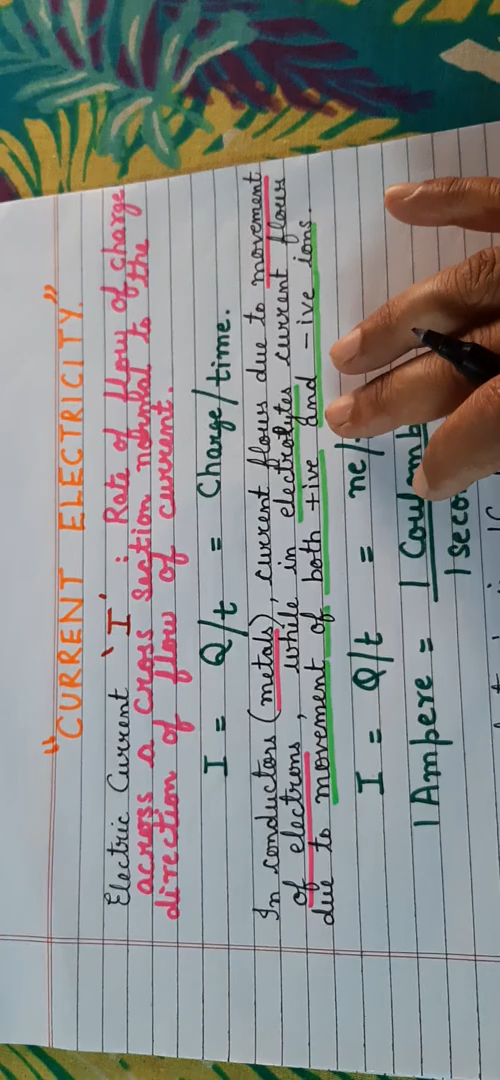 "CURRENT ELECTRICITY."
Electric Current 'I' : Rate of flow of charge
across a cross section normal to the
direction of flow of current.
I = Q/t = Charge/time.
In conductors (metals), current flows due to movement
of electrons, while in electrolytes current flows
due to movement of both +ive and -ive ions.
I = Q/t = ne/
1 Ampere = 1 Coulomb
1 seco